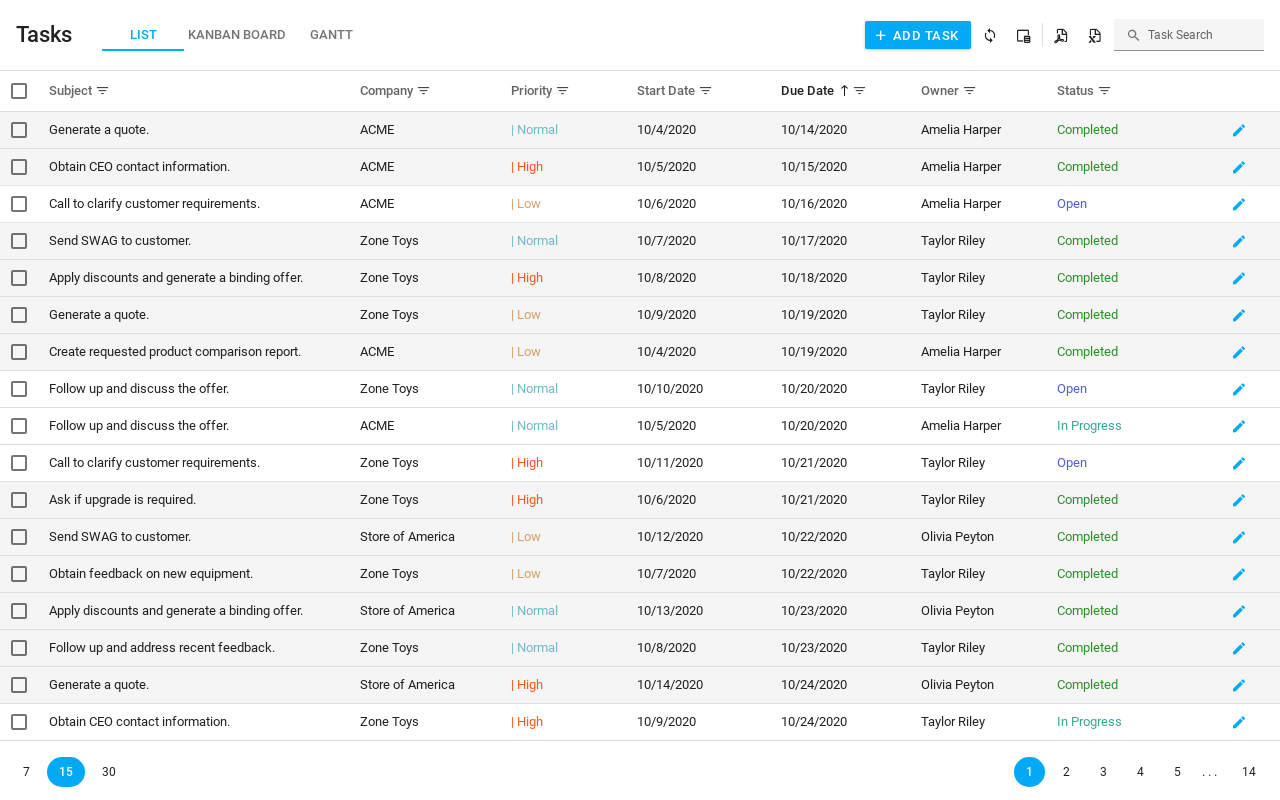 Tasks LIST KANBAN BOARD GANTT ADD TASK Task Search
Subject Company Priority Start Date Due Date Owner Status
Generate a quote. ACME | Normal 10/4/2020 10/14/2020 Amelia Harper Completed
Obtain CEO contact information. ACME | High 10/5/2020 10/15/2020 Amelia Harper Completed
Call to clarify customer requirements. ACME | Low 10/6/2020 10/16/2020 Amelia Harper Open
Send SWAG to customer. Zone Toys | Normal 10/7/2020 10/17/2020 Taylor Riley Completed
Apply discounts and generate a binding offer. Zone Toys | High 10/8/2020 10/18/2020 Taylor Riley Completed
Generate a quote. Zone Toys | Low 10/9/2020 10/19/2020 Taylor Riley Completed
Create requested product comparison report. ACME | Low 10/4/2020 10/19/2020 Amelia Harper Completed
Follow up and discuss the offer. Zone Toys | Normal 10/10/2020 10/20/2020 Taylor Riley Open
Follow up and discuss the offer. ACME | Normal 10/5/2020 10/20/2020 Amelia Harper In Progress
Call to clarify customer requirements. Zone Toys | High 10/11/2020 10/21/2020 Taylor Riley Open
Ask if upgrade is required. Zone Toys | High 10/6/2020 10/21/2020 Taylor Riley Completed
Send SWAG to customer. Store of America | Low 10/12/2020 10/22/2020 Olivia Peyton Completed
Obtain feedback on new equipment. Zone Toys | Low 10/7/2020 10/22/2020 Taylor Riley Completed
Apply discounts and generate a binding offer. Store of America | Normal 10/13/2020 10/23/2020 Olivia Peyton Completed
Follow up and address recent feedback. Zone Toys | Normal 10/8/2020 10/23/2020 Taylor Riley Completed
Generate a quote. Store of America | High 10/14/2020 10/24/2020 Olivia Peyton Completed
Obtain CEO contact information. Zone Toys | High 10/9/2020 10/24/2020 Taylor Riley In Progress
7 15 30 1 2 3 4 5 ... 14